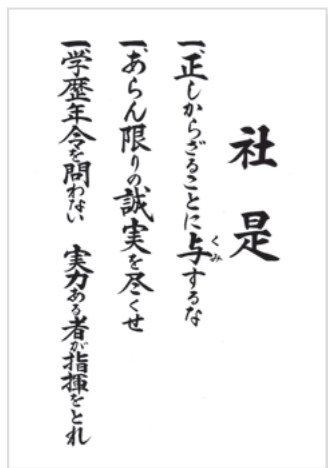 社是
一、正しからざることに与するな
くみ
一、あらん限りの誠実を尽くせ
一、学歴年令を問わない 実力ある者が指揮をとれ